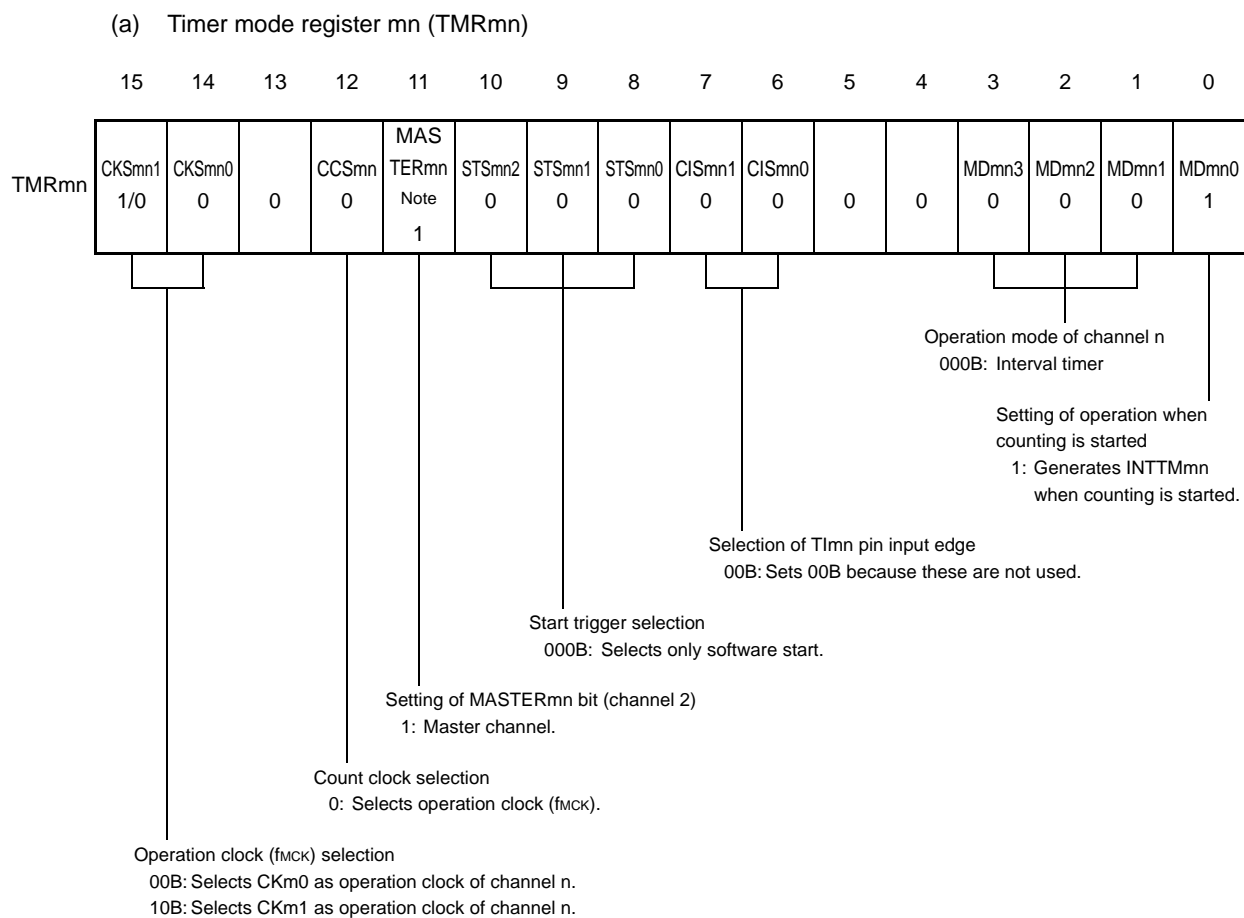 (a) Timer mode register mn (TMRmn)
15 14 13 12 11 10 9 8 7 6 5 4 3 2 1 0
TMRmn
CKSmn1 CKSmn0 CCSmn MAS TERmn Note STSmn2 STSmn1 STSmn0 CISmn1 CISmn0 MDmn3 MDmn2 MDmn1 MDmn0
1/0 0 0 0 1 0 0 0 0 0 0 0 0 0 0 1
Operation mode of channel n
000B: Interval timer
Setting of operation when
counting is started
1: Generates INTTMmn
when counting is started.
Selection of TImn pin input edge
00B: Sets 00B because these are not used.
Start trigger selection
000B: Selects only software start.
Setting of MASTERmn bit (channel 2)
1: Master channel.
Count clock selection
0: Selects operation clock (fMCK).
Operation clock (fMCK) selection
00B: Selects CKm0 as operation clock of channel n.
10B: Selects CKm1 as operation clock of channel n.